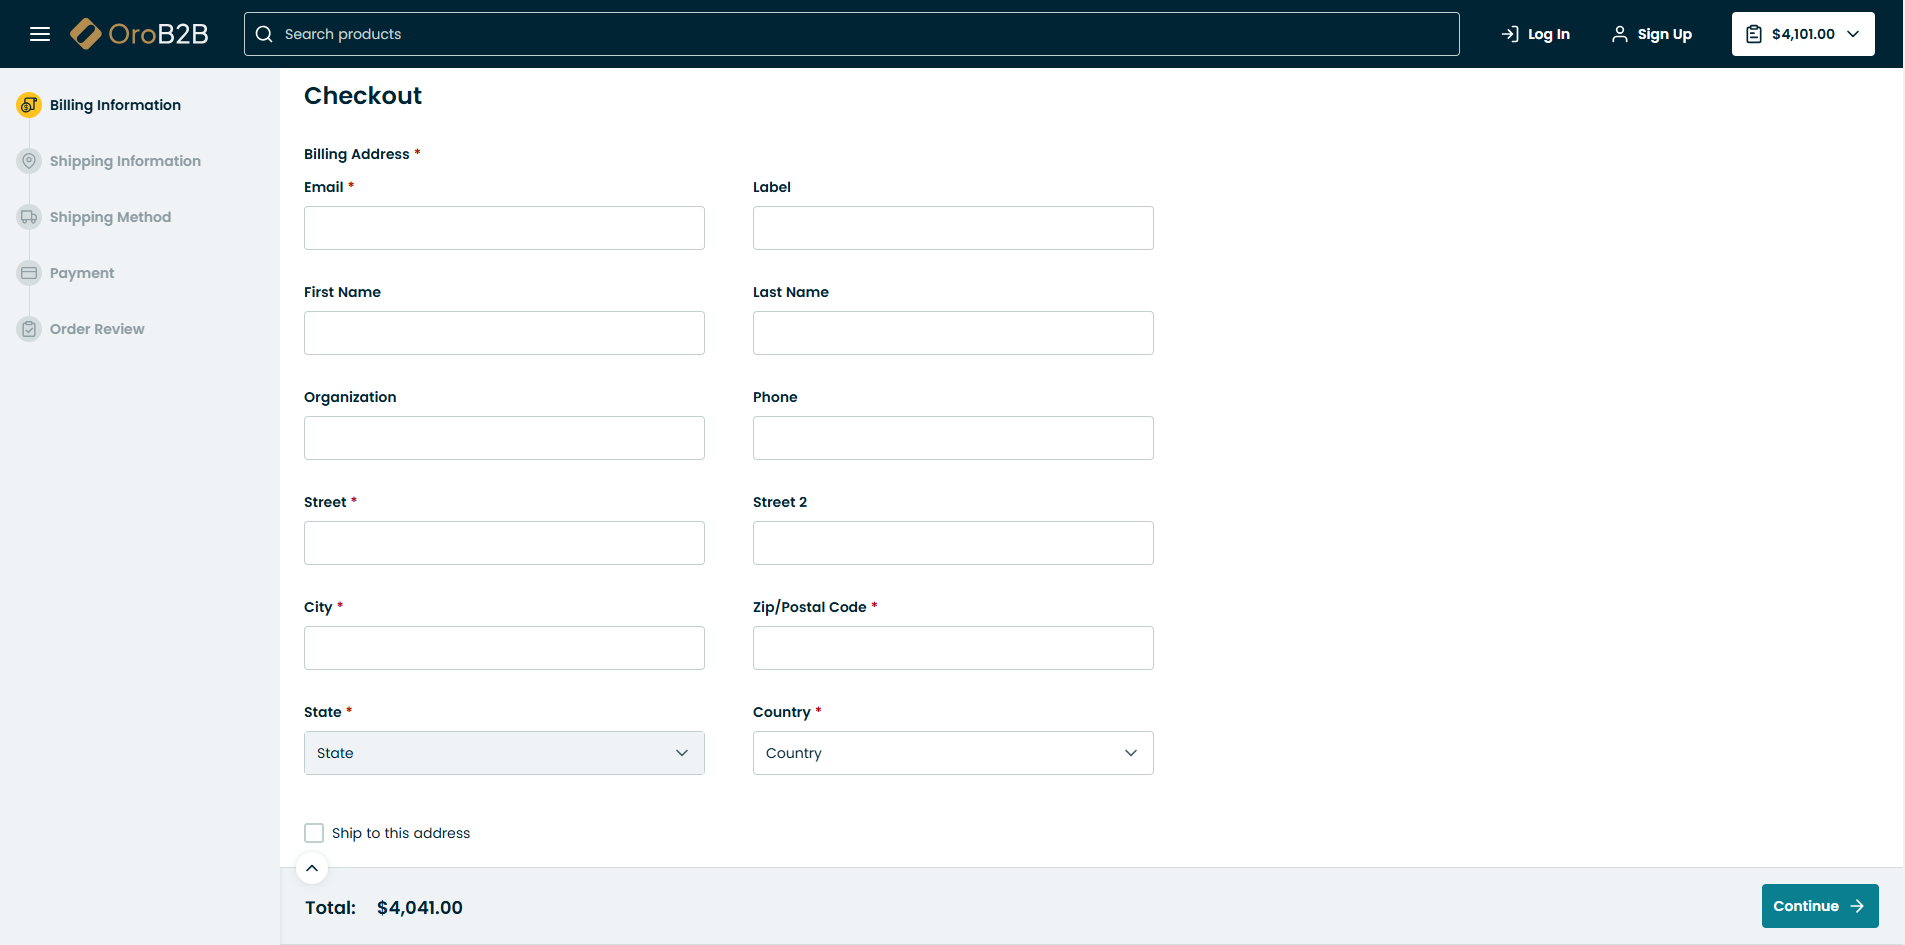 OroB2B
Search products
Log In
Sign Up
$4,101.00
Billing Information
Shipping Information
Shipping Method
Payment
Order Review
Checkout
Billing Address *
Email * Label
First Name Last Name
Organization Phone
Street * Street 2
City * Zip/Postal Code *
State * Country *
State Country
Ship to this address
Total: $4,041.00
Continue